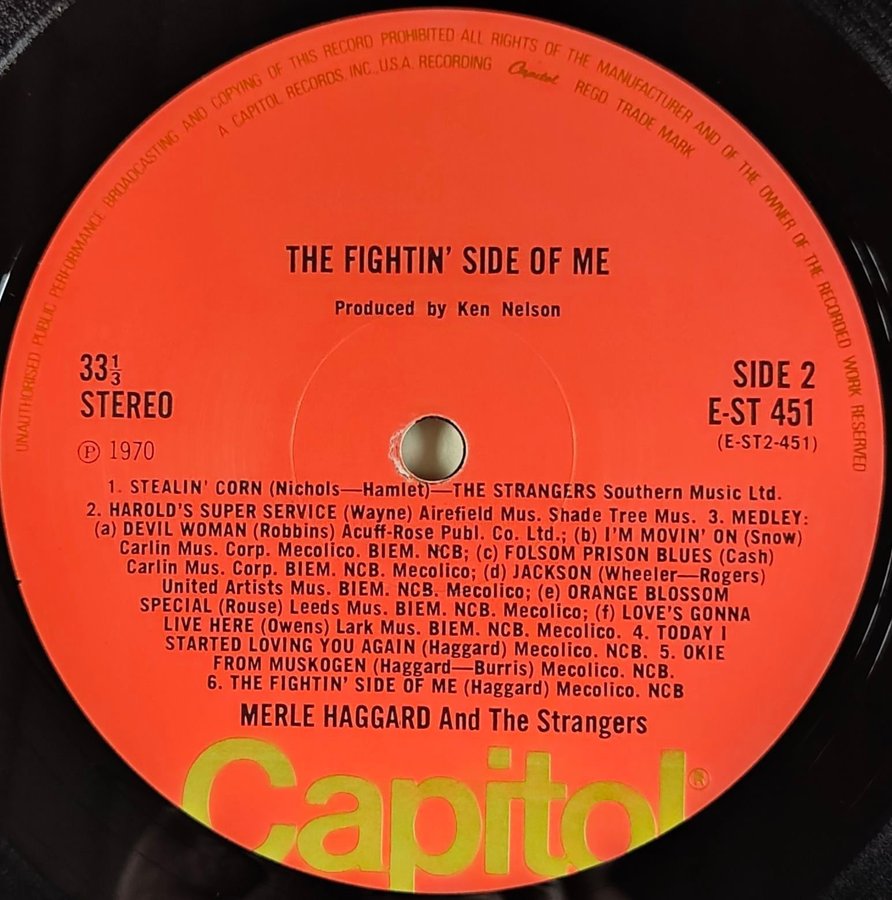 UNAUTHORISED PUBLIC PERFORMANCE BROADCASTING AND COPYING OF THIS RECORD PROHIBITED ALL RIGHTS OF THE MANUFACTURER AND OF THE OWNER OF THE RECORDED WORK RESERVED
A CAPITOL RECORDS, INC., U.S.A. RECORDING Capitol REGD TRADE MARK
THE FIGHTIN' SIDE OF ME
Produced by Ken Nelson
33⅓
STEREO
Ⓟ 1970
SIDE 2
E-ST 451
(E-ST2-451)
1. STEALIN' CORN (Nichols—Hamlet)—THE STRANGERS Southern Music Ltd.
2. HAROLD'S SUPER SERVICE (Wayne) Airefield Mus. Shade Tree Mus. 3. MEDLEY:
(a) DEVIL WOMAN (Robbins) Acuff-Rose Publ. Co. Ltd.; (b) I'M MOVIN' ON (Snow)
Carlin Mus. Corp. Mecolico. BIEM. NCB; (c) FOLSOM PRISON BLUES (Cash)
Carlin Mus. Corp. BIEM. NCB. Mecolico; (d) JACKSON (Wheeler—Rogers)
United Artists Mus. BIEM. NCB. Mecolico; (e) ORANGE BLOSSOM
SPECIAL (Rouse) Leeds Mus. BIEM. NCB. Mecolico; (f) LOVE'S GONNA
LIVE HERE (Owens) Lark Mus. BIEM. NCB. Mecolico. 4. TODAY I
STARTED LOVING YOU AGAIN (Haggard) Mecolico. NCB. 5. OKIE
FROM MUSKOGEN (Haggard—Burris) Mecolico. NCB.
6. THE FIGHTIN' SIDE OF ME (Haggard) Mecolico. NCB
MERLE HAGGARD And The Strangers
Capitol®